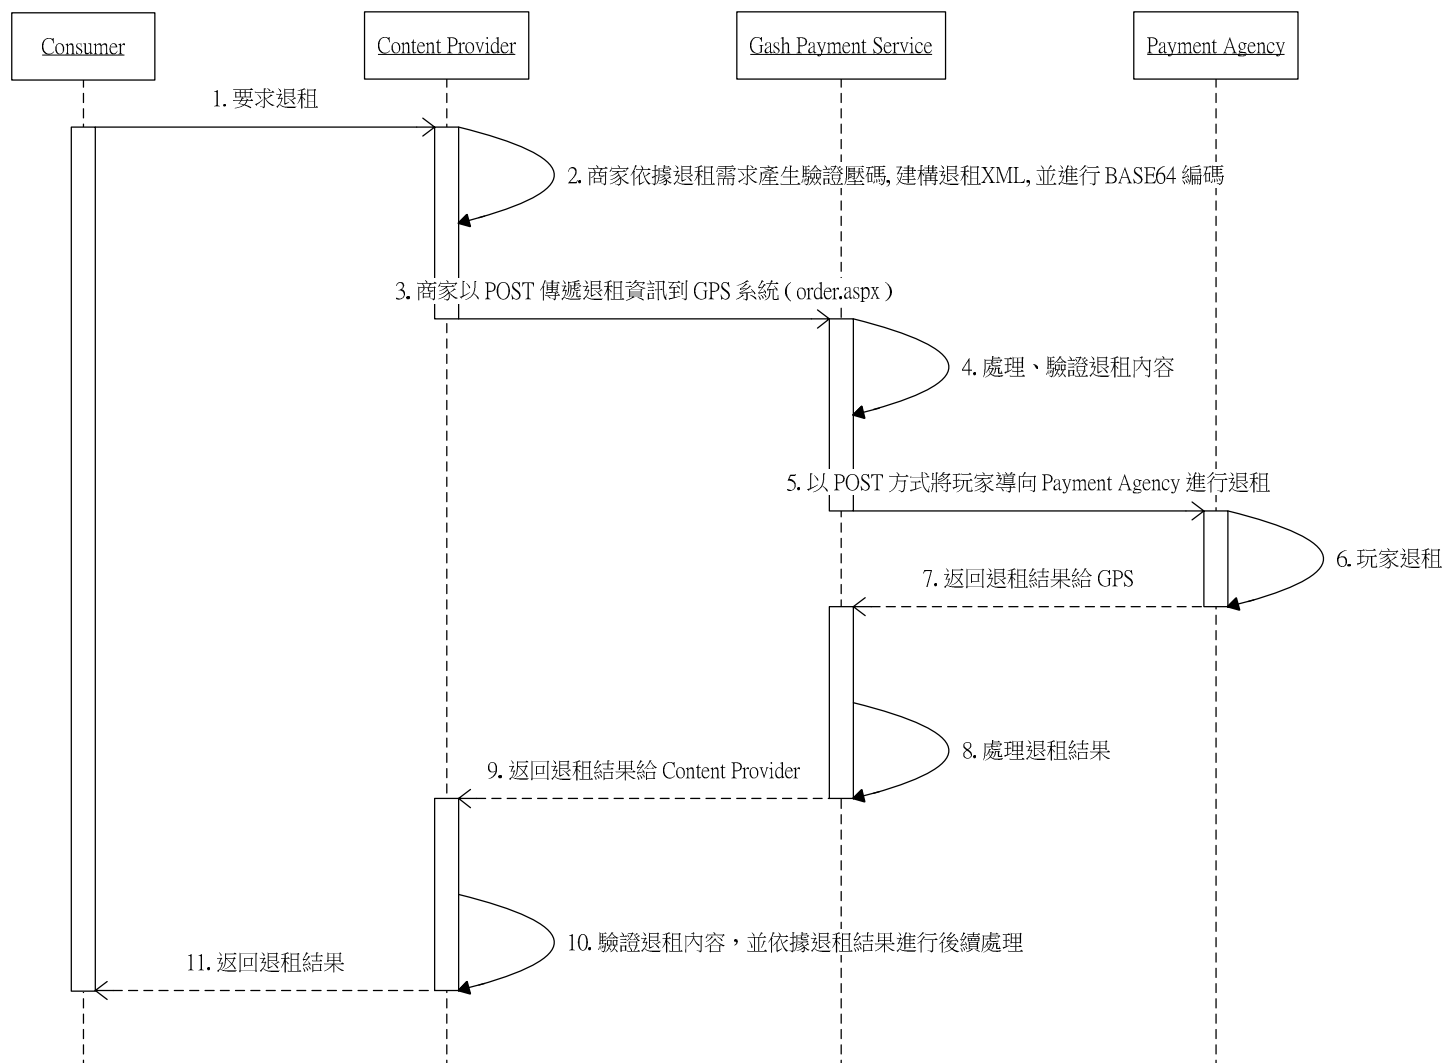 Consumer
Content Provider
Gash Payment Service
Payment Agency
1. 要求退租
2. 商家依據退租需求產生驗證壓碼, 建構退租XML, 並進行 BASE64 編碼
3. 商家以 POST 傳遞退租資訊到 GPS 系統 ( order.aspx )
4. 處理、驗證退租內容
5. 以 POST 方式將玩家導向 Payment Agency 進行退租
6. 玩家退租
7. 返回退租結果給 GPS
8. 處理退租結果
9. 返回退租結果給 Content Provider
10. 驗證退租內容，並依據退租結果進行後續處理
11. 返回退租結果